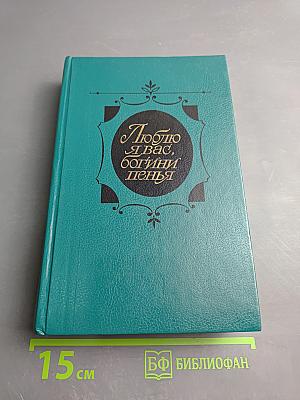 Люблю
я вас,
богини
пенья
15 см
БФ БИБЛИОФАН